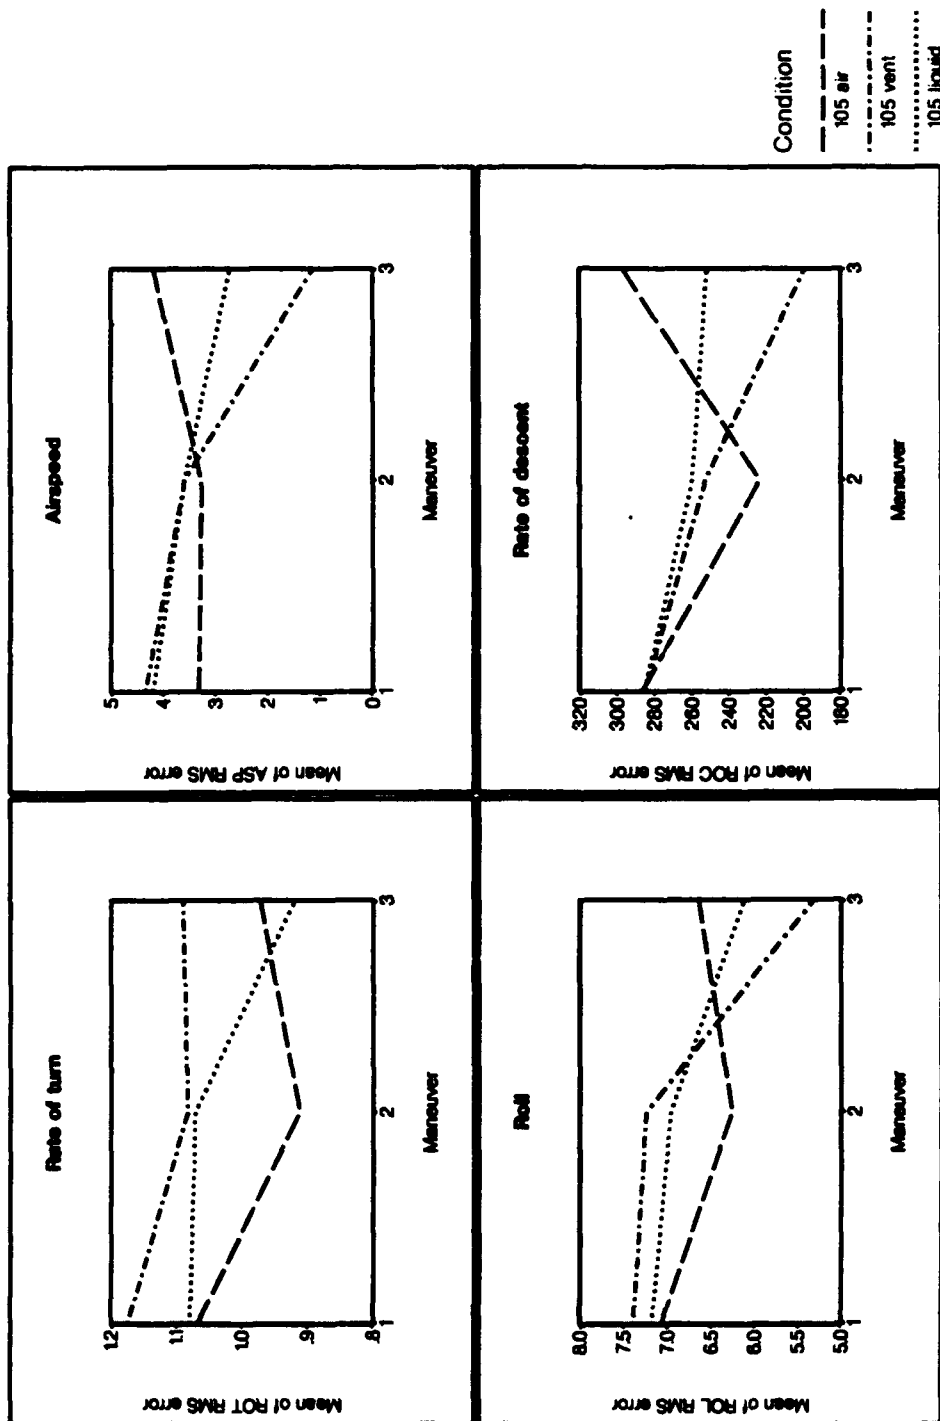 Rate of turn
Mean of ROT RMS error
1.2
1.1
1.0
.9
.8
1
2
3
Maneuver
Airspeed
Mean of ASP RMS error
5
4
3
2
1
0
1
2
3
Maneuver
Roll
Mean of ROL RMS error
8.0
7.5
7.0
6.5
6.0
5.5
5.0
1
2
3
Maneuver
Rate of descent
Mean of ROC RMS error
320
300
280
260
240
220
200
180
1
2
3
Maneuver
Condition
105 air
105 vent
105 liquid